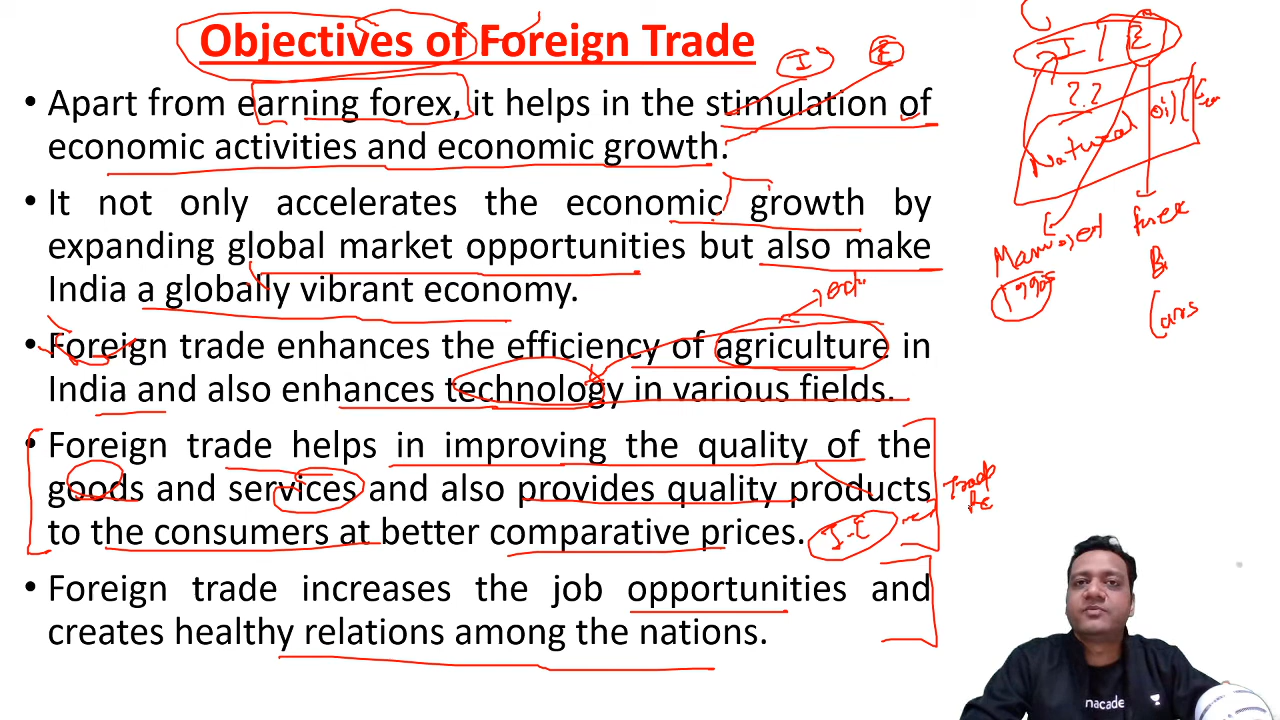 Objectives of Foreign Trade
• Apart from earning forex, it helps in the stimulation of
economic activities and economic growth.
• It not only accelerates the economic growth by
expanding global market opportunities but also make
India a globally vibrant economy.
• Foreign trade enhances the efficiency of agriculture in
India and also enhances technology in various fields.
• Foreign trade helps in improving the quality of the
goods and services and also provides quality products
to the consumers at better comparative prices.
• Foreign trade increases the job opportunities and
creates healthy relations among the nations.
I E
I | E
2.2
Natural oil
forex
1990s
Cars
I-E
Trade
nacade